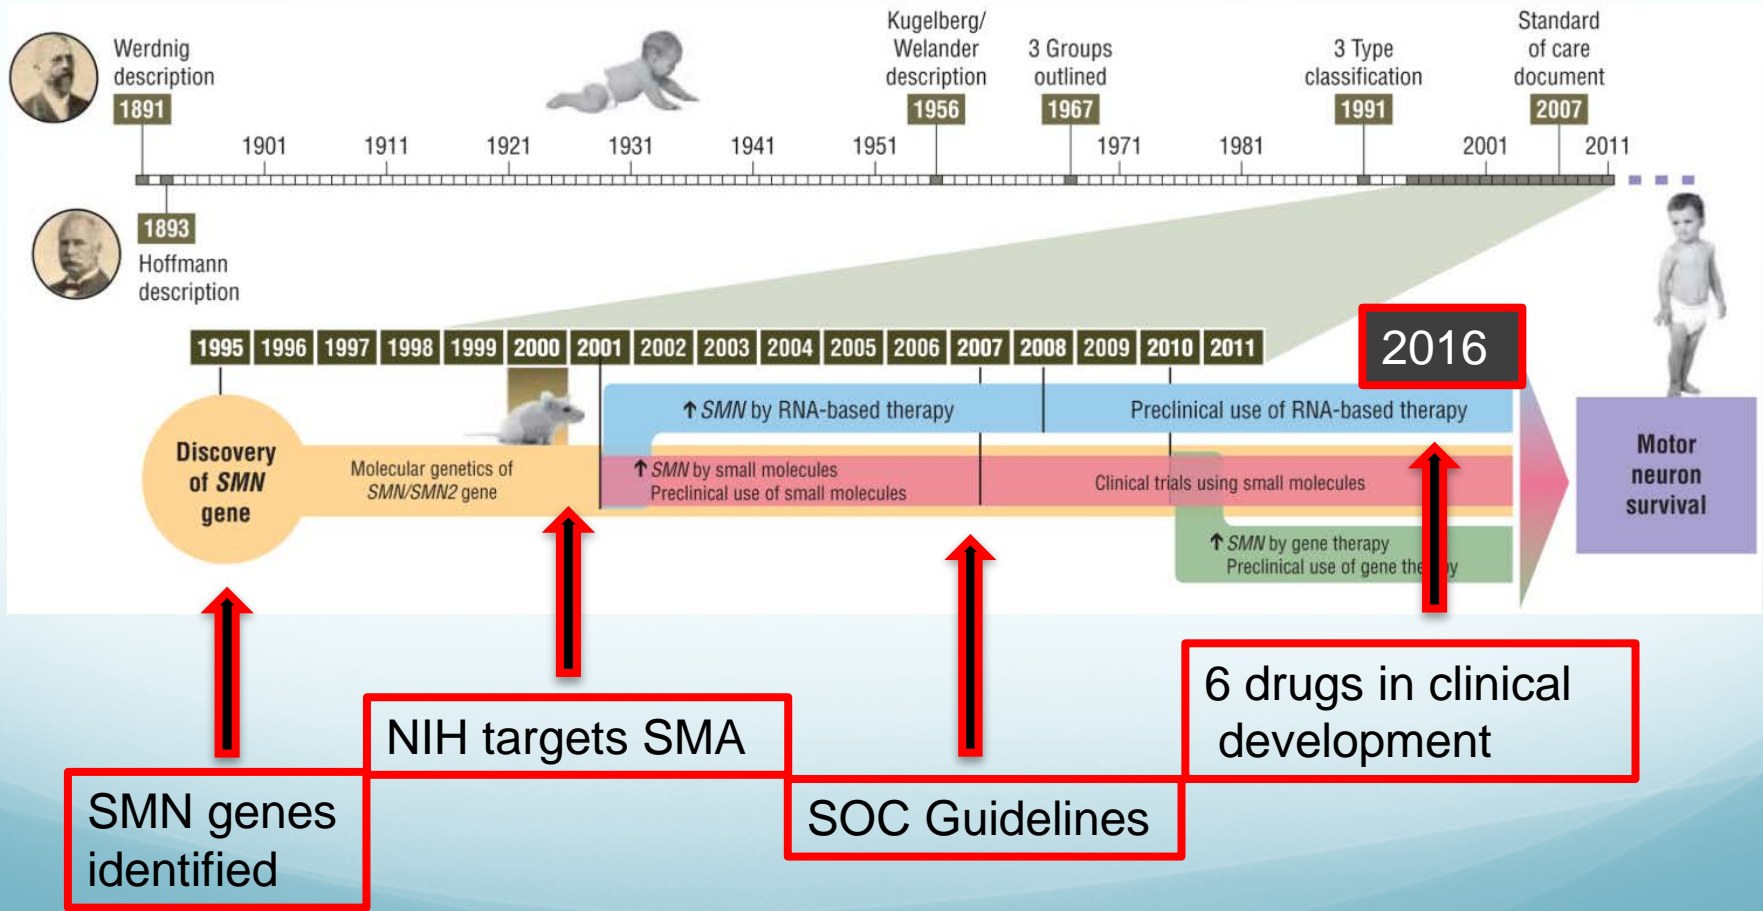 Werdnig
description
1891
Kugelberg/
Welander
description
1956
3 Groups
outlined
1967
3 Type
classification
1991
Standard
of care
document
2007
1901 1911 1921 1931 1941 1951 1971 1981 2001 2011
1893
Hoffmann
description
1995 1996 1997 1998 1999 2000 2001 2002 2003 2004 2005 2006 2007 2008 2009 2010 2011
2016
Discovery
of SMN
gene
Molecular genetics of
SMN/SMN2 gene
↑ SMN by RNA-based therapy
Preclinical use of RNA-based therapy
↑ SMN by small molecules
Preclinical use of small molecules
Clinical trials using small molecules
↑ SMN by gene therapy
Preclinical use of gene therapy
Motor
neuron
survival
SMN genes
identified
NIH targets SMA
SOC Guidelines
6 drugs in clinical
development